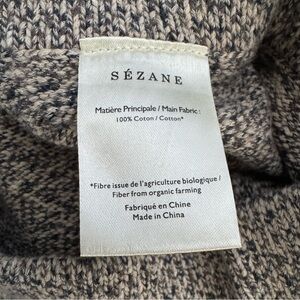 SÉZANE
Matière Principale / Main Fabric :
100% Coton / Cotton*
*Fibre issue de l'agriculture biologique /
Fiber from organic farming
Fabriqué en Chine
Made in China